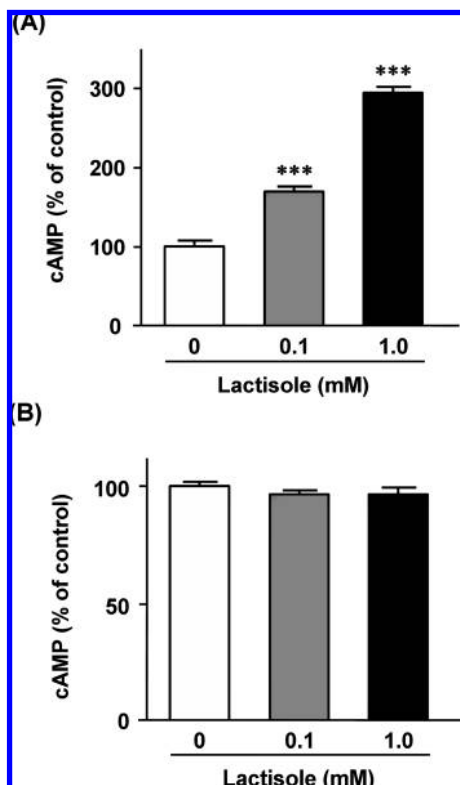 (A)
cAMP (% of control)
300
200
100
0
***
***
0 0.1 1.0
Lactisole (mM)
(B)
cAMP (% of control)
100
50
0
0 0.1 1.0
Lactisole (mM)